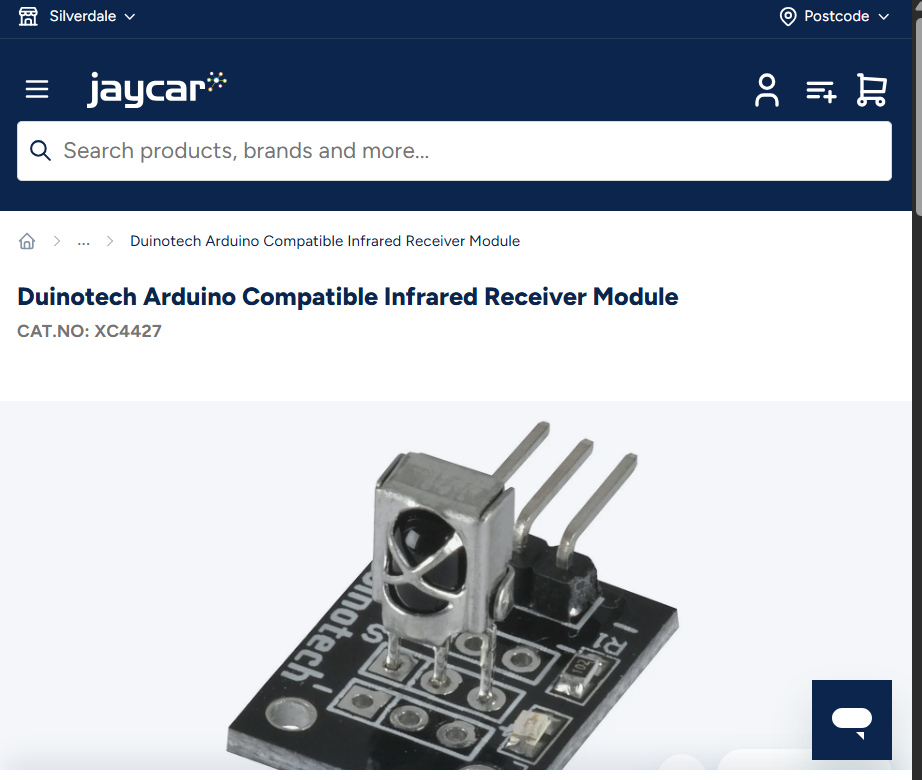 Silverdale
Postcode
jaycar
Search products, brands and more...
...
Duinotech Arduino Compatible Infrared Receiver Module
Duinotech Arduino Compatible Infrared Receiver Module
CAT.NO: XC4427
inotech
S
IR
102